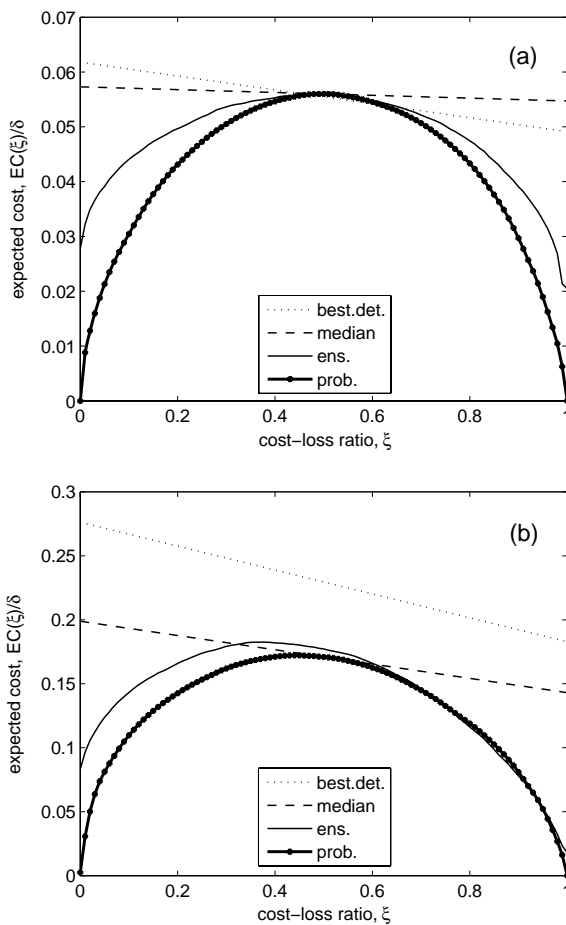 0.07
0.06
0.05
0.04
0.03
0.02
0.01
0
expected cost, EC(ξ)/δ
(a)
best.det.
median
ens.
prob.
0 0.2 0.4 0.6 0.8 1
cost−loss ratio, ξ
0.3
0.25
0.2
0.15
0.1
0.05
0
expected cost, EC(ξ)/δ
(b)
best.det.
median
ens.
prob.
0 0.2 0.4 0.6 0.8 1
cost−loss ratio, ξ